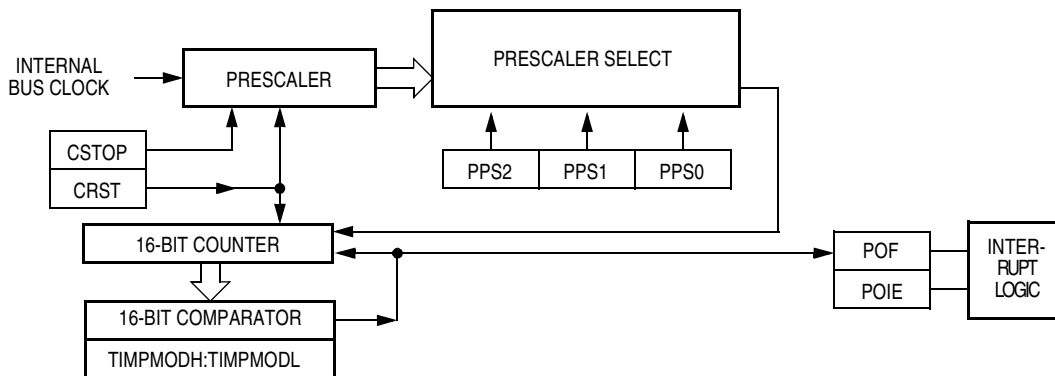 INTERNAL
BUS CLOCK
PRESCALER
PRESCALER SELECT
CSTOP
CRST
PPS2
PPS1
PPS0
16-BIT COUNTER
16-BIT COMPARATOR
TIMPMODH:TIMPMODL
POF
POIE
INTER-
RUPT
LOGIC